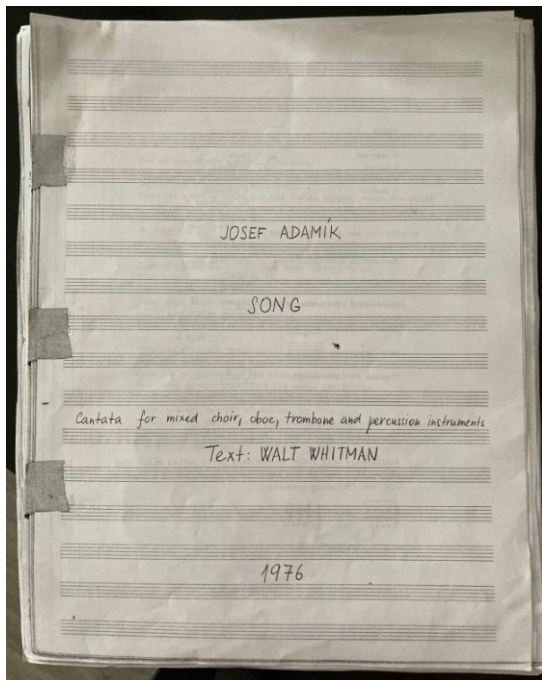 JOSEF ADAMÍK
SONG
Cantata for mixed choir, oboe, trombone and percussion instruments
Text: WALT WHITMAN
1976